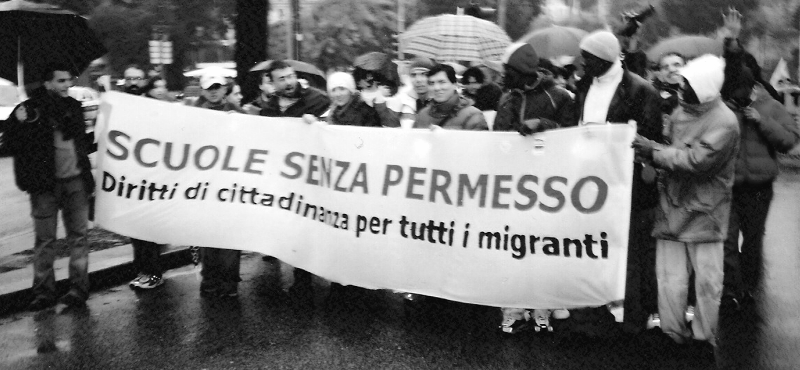 SCUOLE SENZA PERMESSO
Diritti di cittadinanza per tutti i migranti